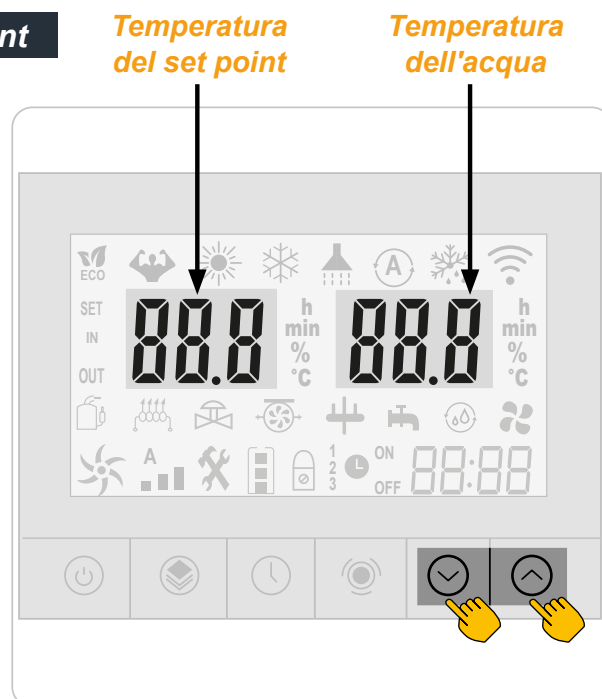 nt
Temperatura
del set point
Temperatura
dell'acqua
ECO
A
SET
IN
OUT
88.8
h
min
%
°C
88.8
h
min
%
°C
A
1
2
3
ON
OFF
88:88